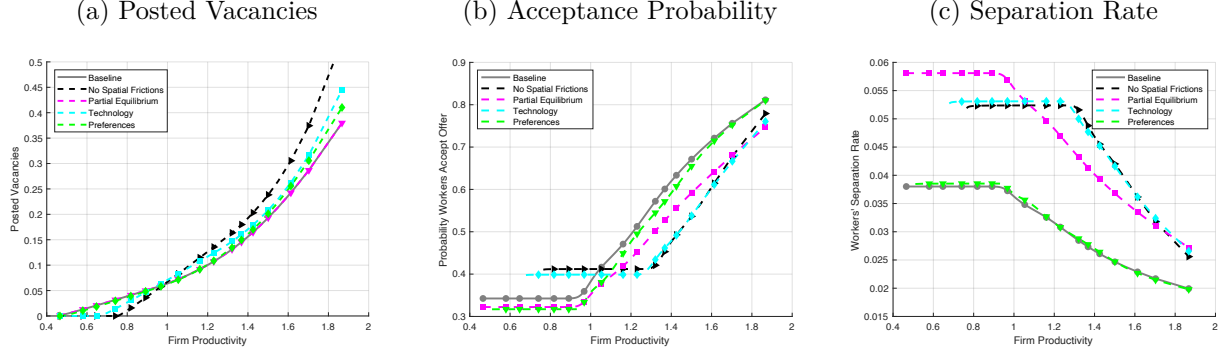 (a) Posted Vacancies
0.5
0.45
0.4
0.35
0.3
0.25
0.2
0.15
0.1
0.05
0
Posted Vacancies
Baseline
No Spatial Frictions
Partial Equilibrium
Technology
Preferences
0.4 0.6 0.8 1 1.2 1.4 1.6 1.8 2
Firm Productivity
(b) Acceptance Probability
0.9
0.8
0.7
0.6
0.5
0.4
0.3
Probability Workers Accept Offer
Baseline
No Spatial Frictions
Partial Equilibrium
Technology
Preferences
0.4 0.6 0.8 1 1.2 1.4 1.6 1.8 2
Firm Productivity
(c) Separation Rate
0.06
0.055
0.05
0.045
0.04
0.035
0.03
0.025
0.02
0.015
Workers' Separation Rate
Baseline
No Spatial Frictions
Partial Equilibrium
Technology
Preferences
0.4 0.6 0.8 1 1.2 1.4 1.6 1.8 2
Firm Productivity